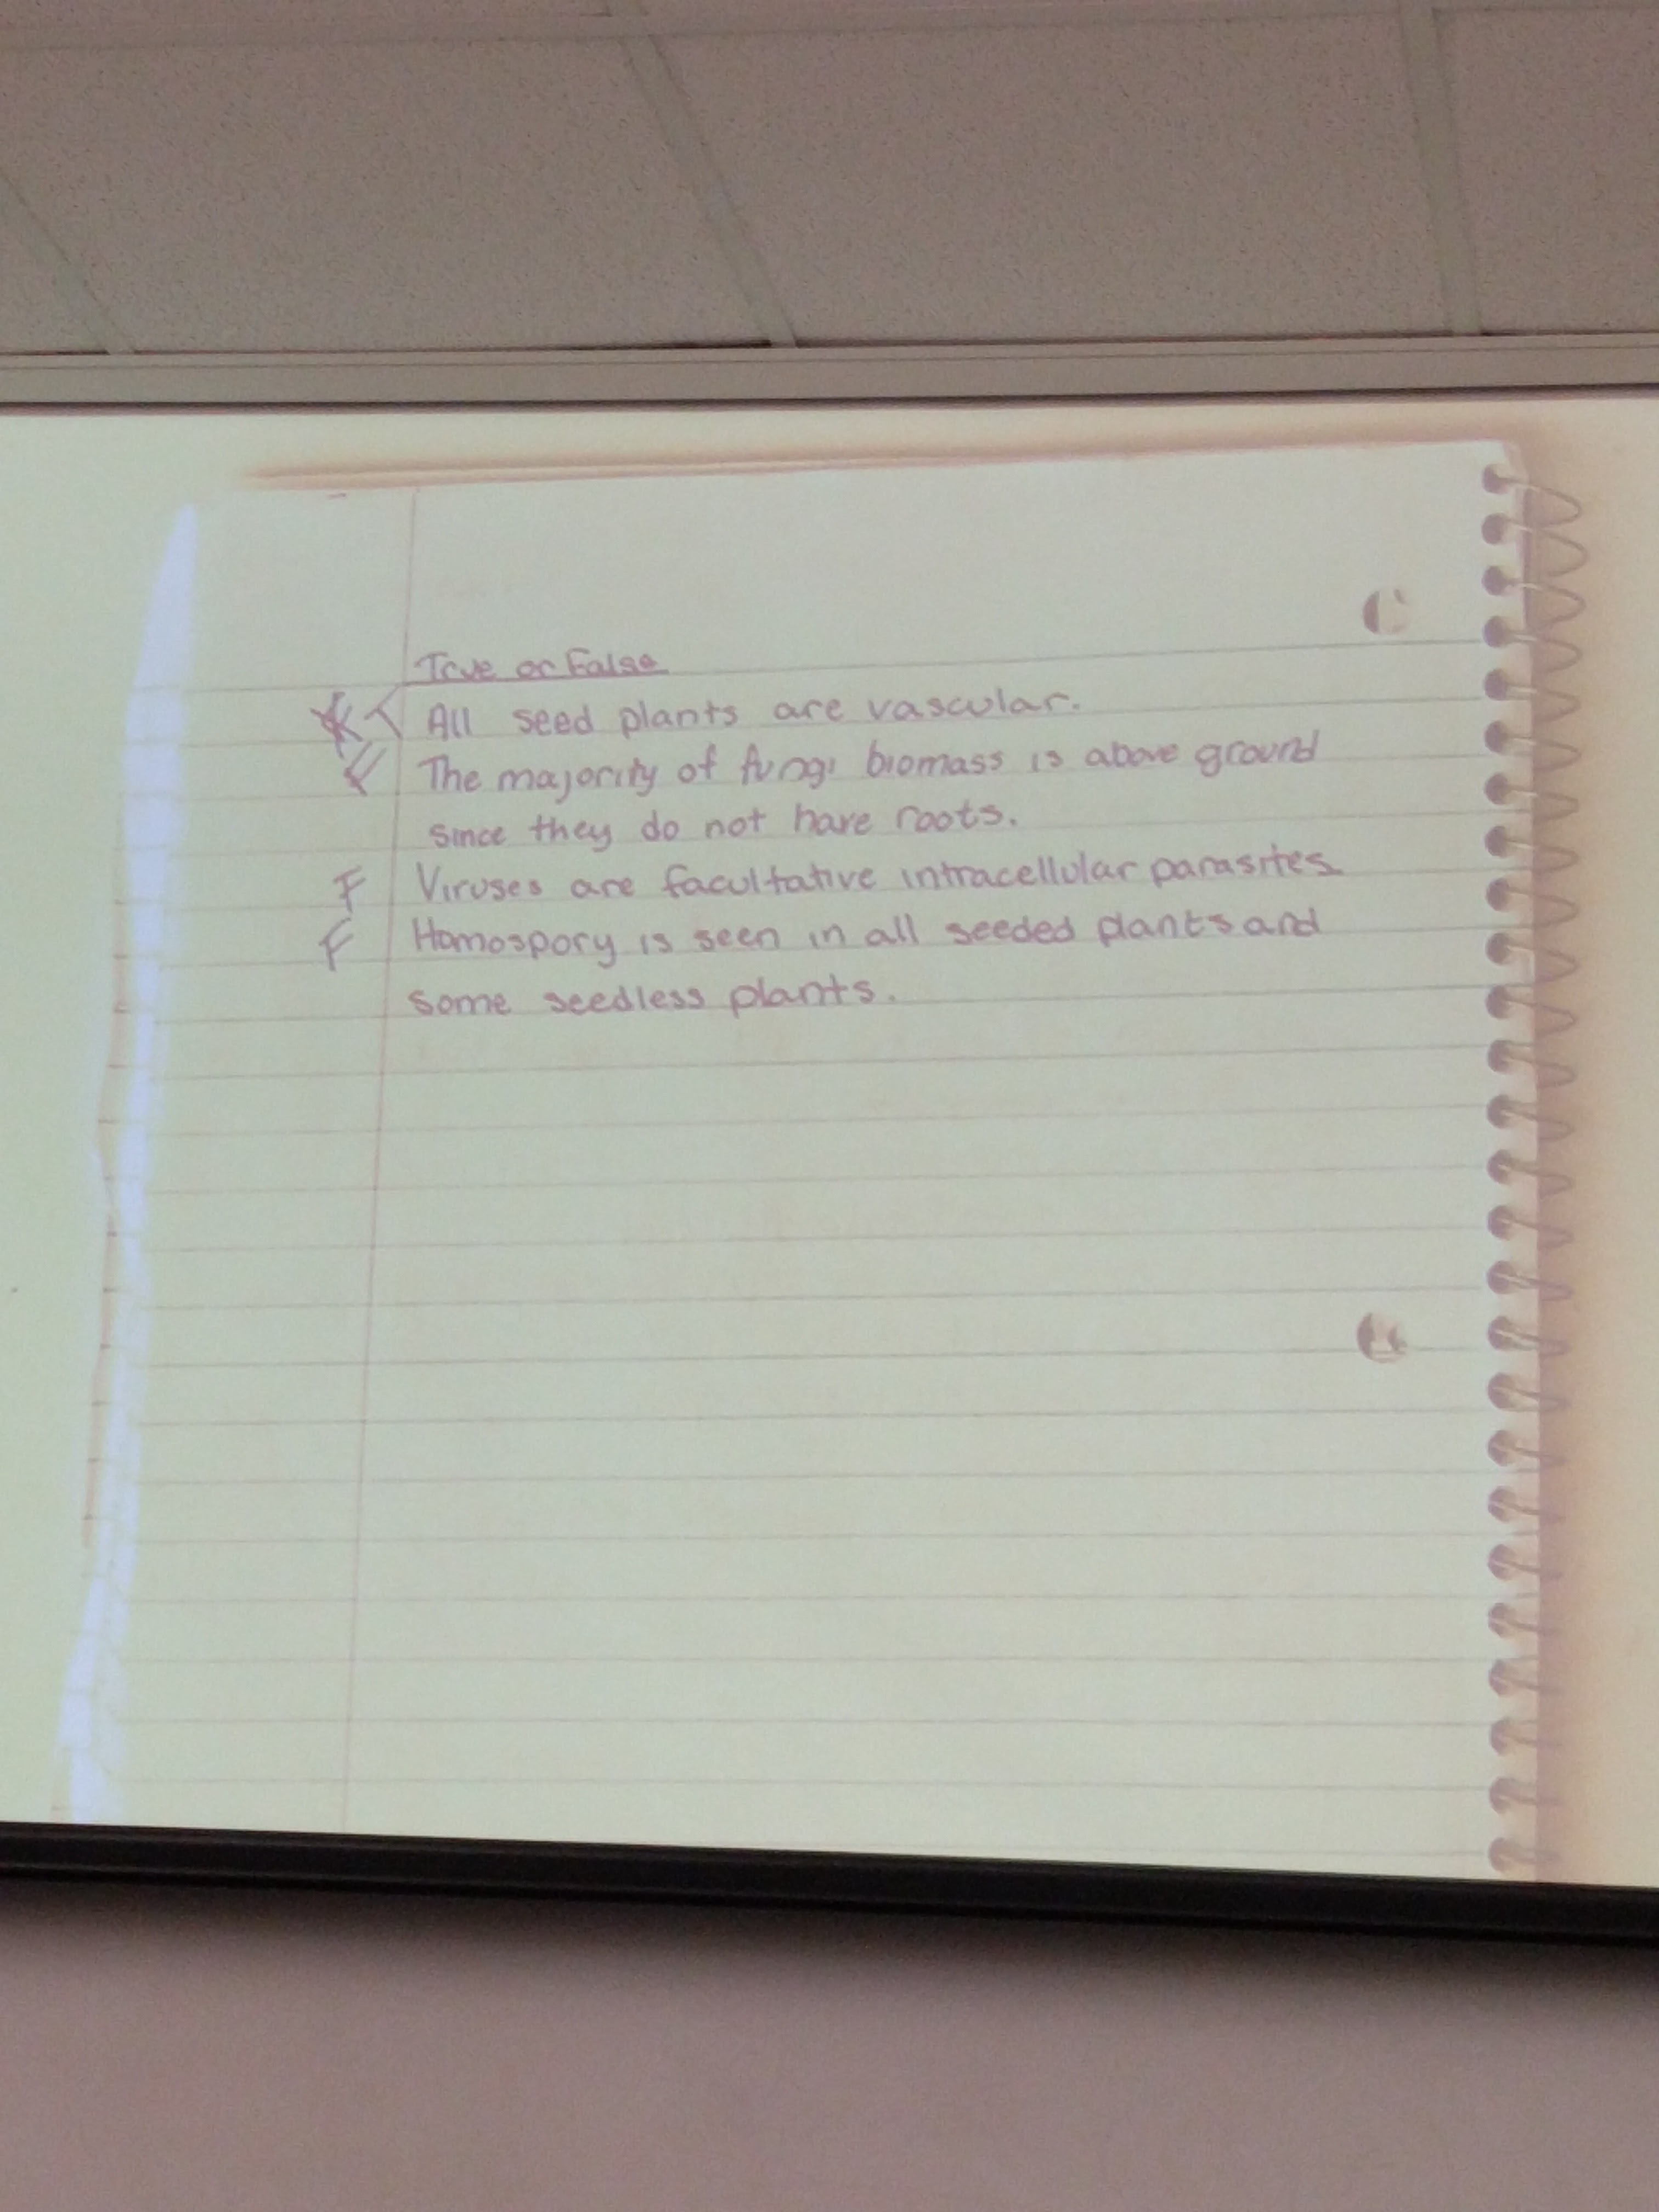 True or False
T All seed plants are vascular.
F The majority of fungi biomass is above ground
since they do not have roots.
F Viruses are facultative intracellular parasites.
F Homospory is seen in all seeded plants and
some seedless plants.